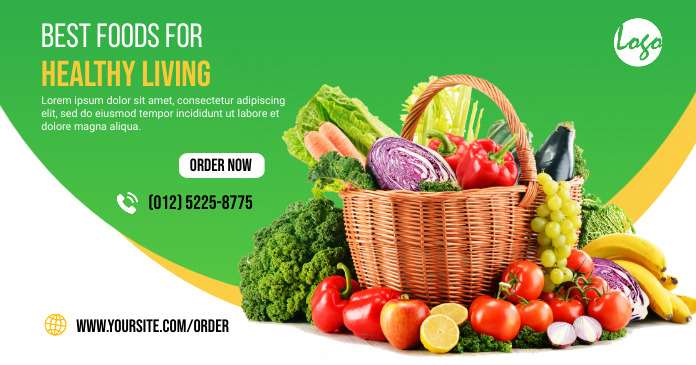 BEST FOODS FOR
Logo
HEALTHY LIVING
Lorem ipsum dolor sit amet, consectetur adipiscing
elit, sed do eiusmod tempor incididunt ut labore et
dolore magna aliqua.
ORDER NOW
(012) 5225-8775
WWW.YOURSITE.COM/ORDER